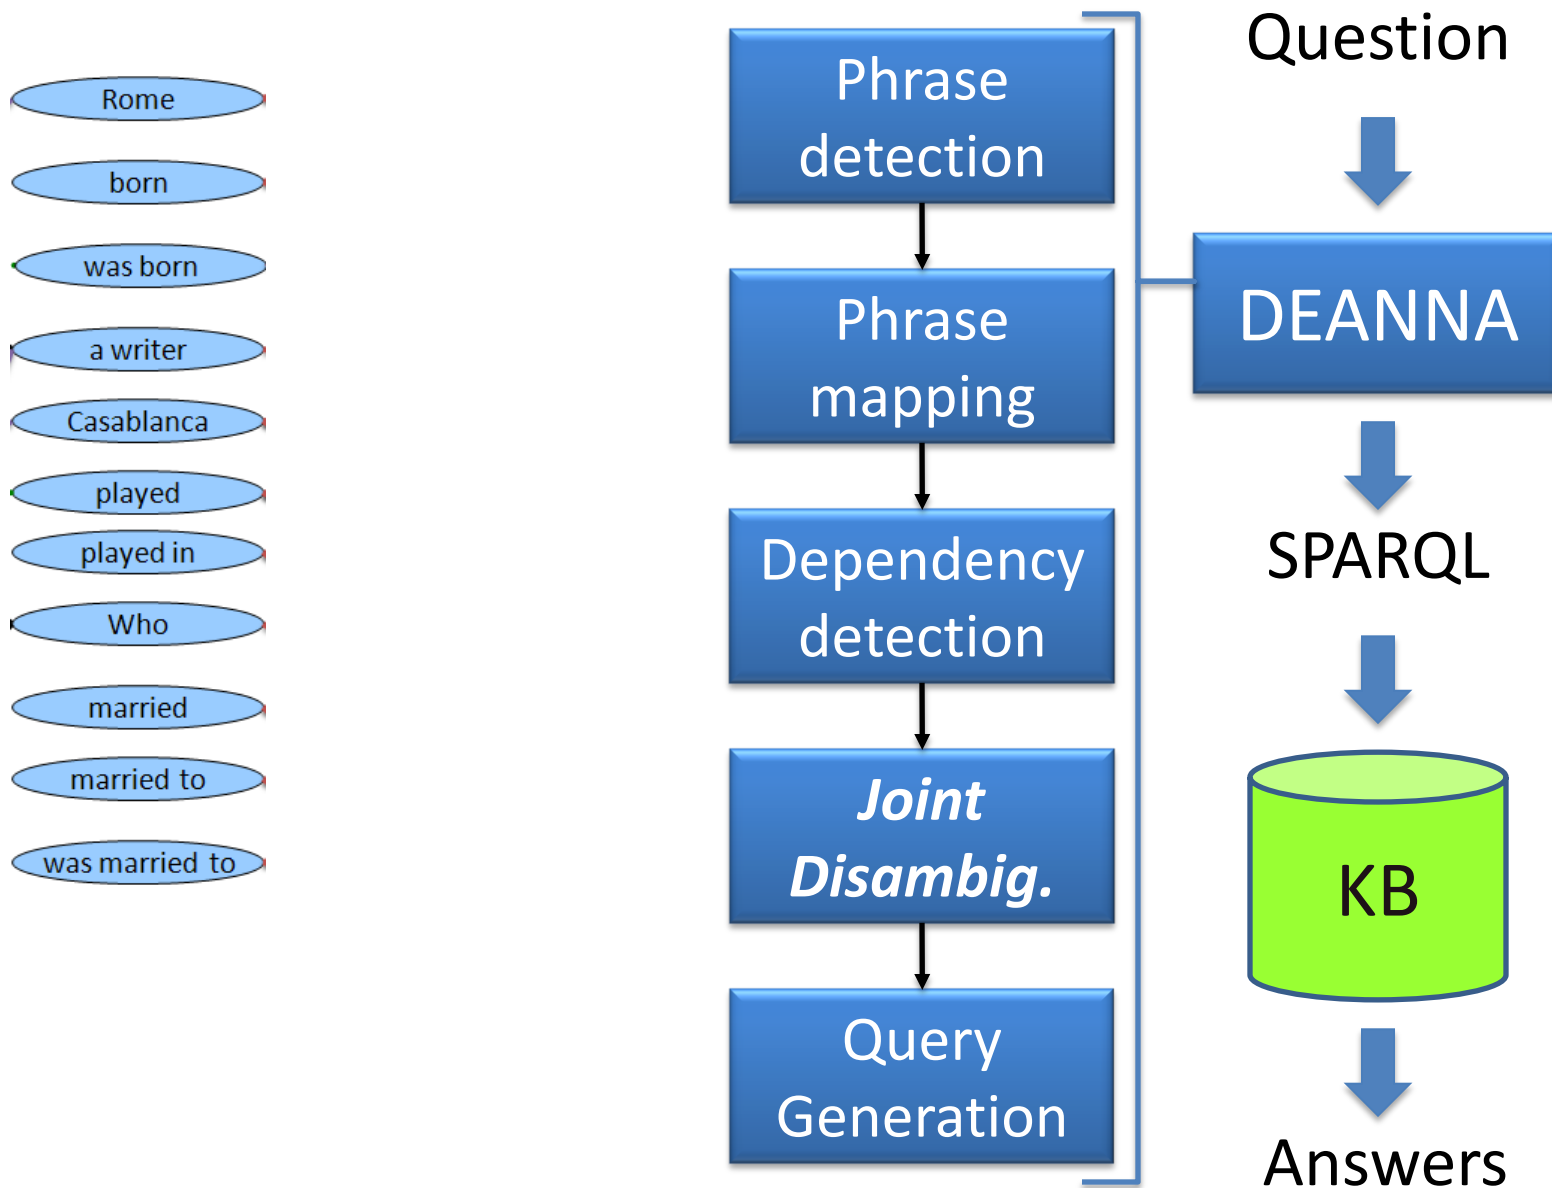 Rome
born
was born
a writer
Casablanca
played
played in
Who
married
married to
was married to
Phrase
detection
Phrase
mapping
Dependency
detection
Joint
Disambig.
Query
Generation
Question
DEANNA
SPARQL
KB
Answers